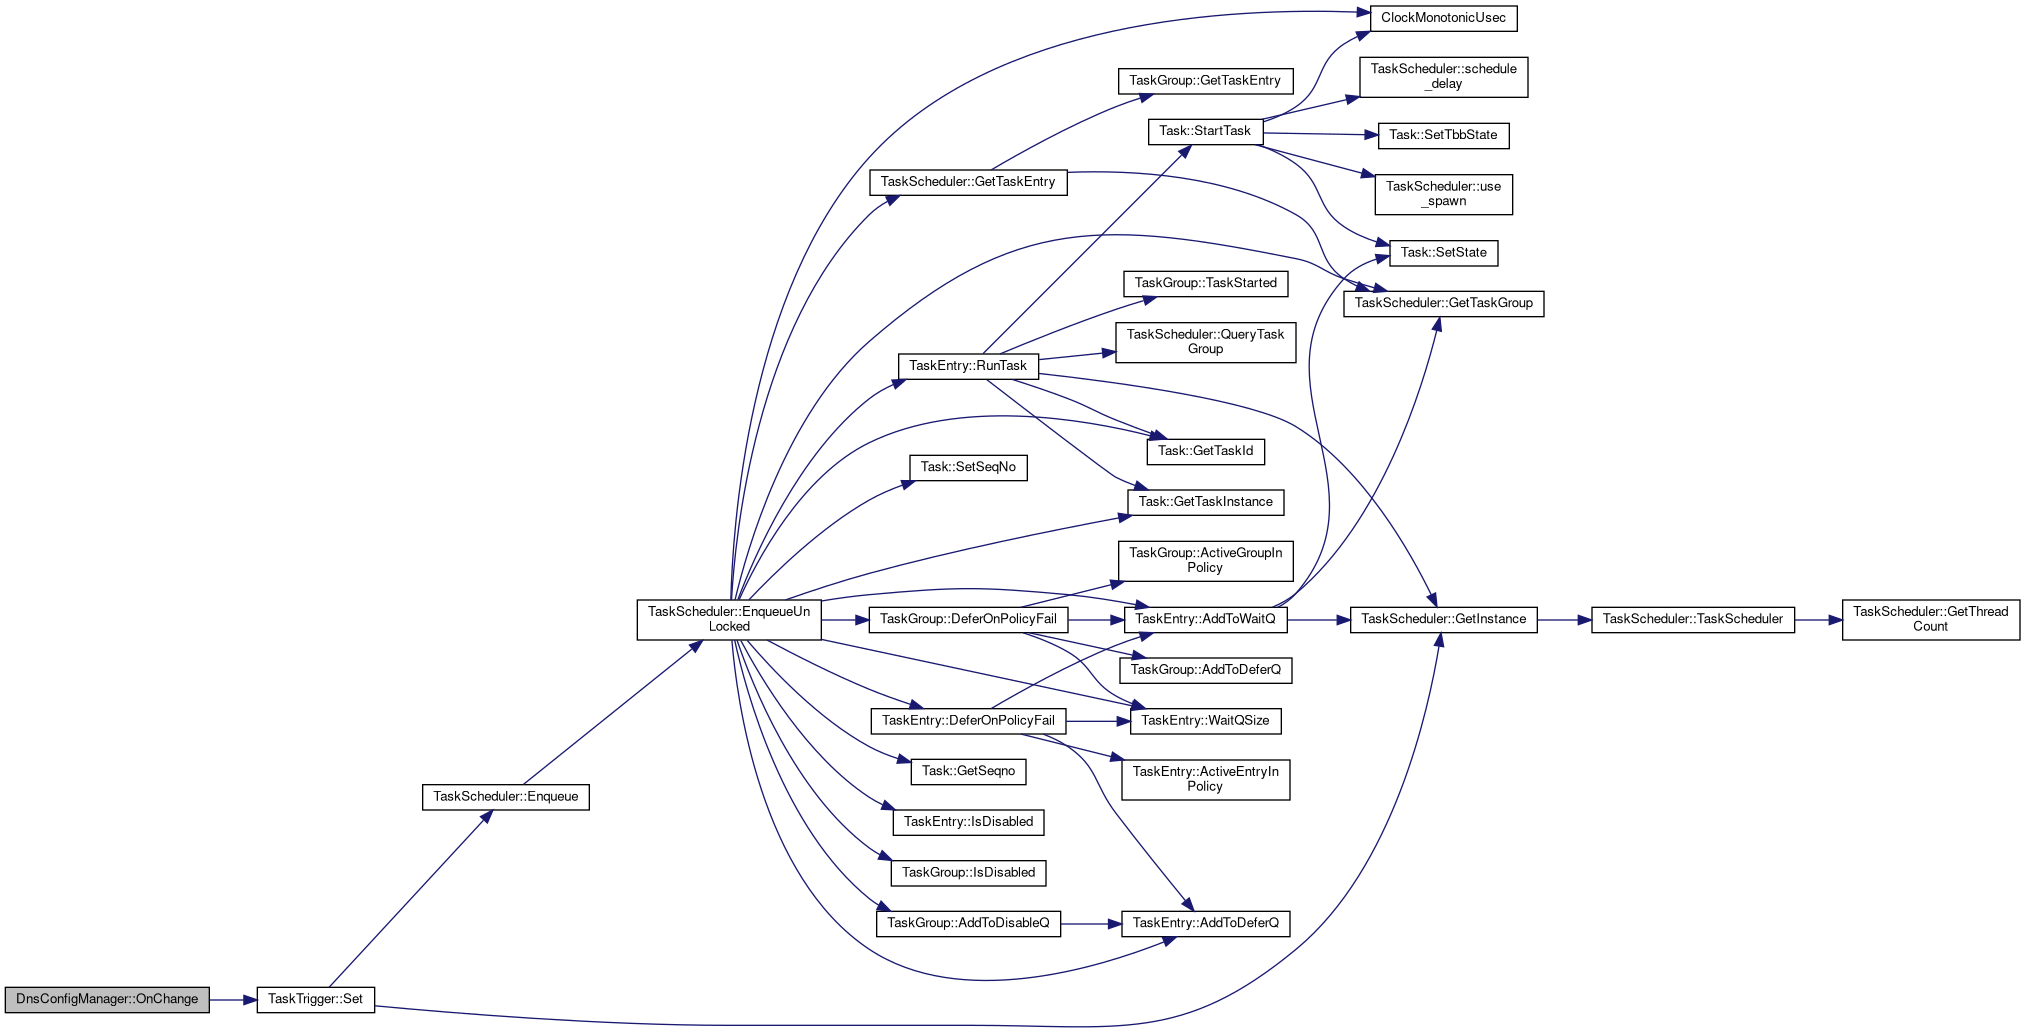 ClockMonotonicUsec
TaskScheduler::schedule
_delay
TaskGroup::GetTaskEntry
Task::StartTask
Task::SetTbbState
TaskScheduler::GetTaskEntry
TaskScheduler::use
_spawn
Task::SetState
TaskGroup::TaskStarted
TaskScheduler::GetTaskGroup
TaskScheduler::QueryTask
Group
TaskEntry::RunTask
Task::GetTaskId
Task::SetSeqNo
Task::GetTaskInstance
TaskGroup::ActiveGroupIn
Policy
TaskScheduler::EnqueueUn
Locked
TaskGroup::DeferOnPolicyFail
TaskEntry::AddToWaitQ
TaskScheduler::GetInstance
TaskScheduler::TaskScheduler
TaskScheduler::GetThread
Count
TaskGroup::AddToDeferQ
TaskEntry::DeferOnPolicyFail
TaskEntry::WaitQSize
Task::GetSeqno
TaskEntry::ActiveEntryIn
Policy
TaskScheduler::Enqueue
TaskEntry::IsDisabled
TaskGroup::IsDisabled
TaskGroup::AddToDisableQ
TaskEntry::AddToDeferQ
DnsConfigManager::OnChange
TaskTrigger::Set